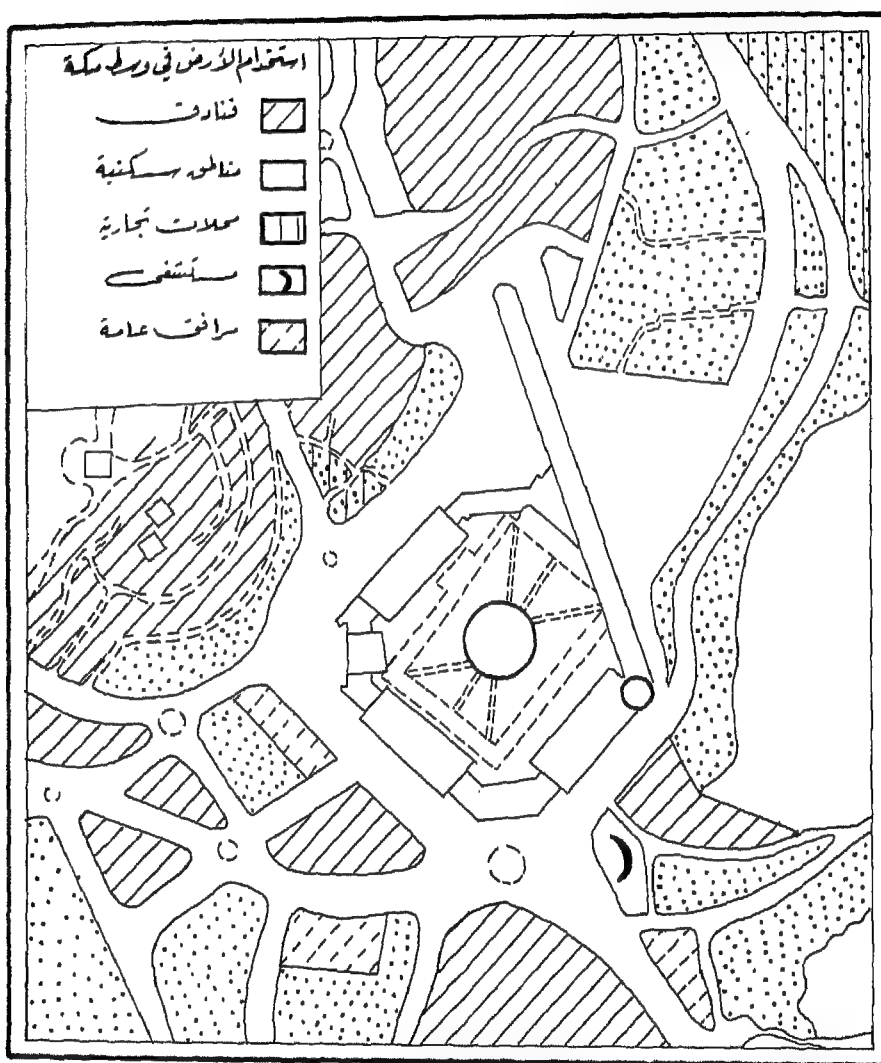 استخدام الأرض في وسط مكة
فنادق
مناطق سكنية
محلات تجارية
مستشفى
مرافق عامة